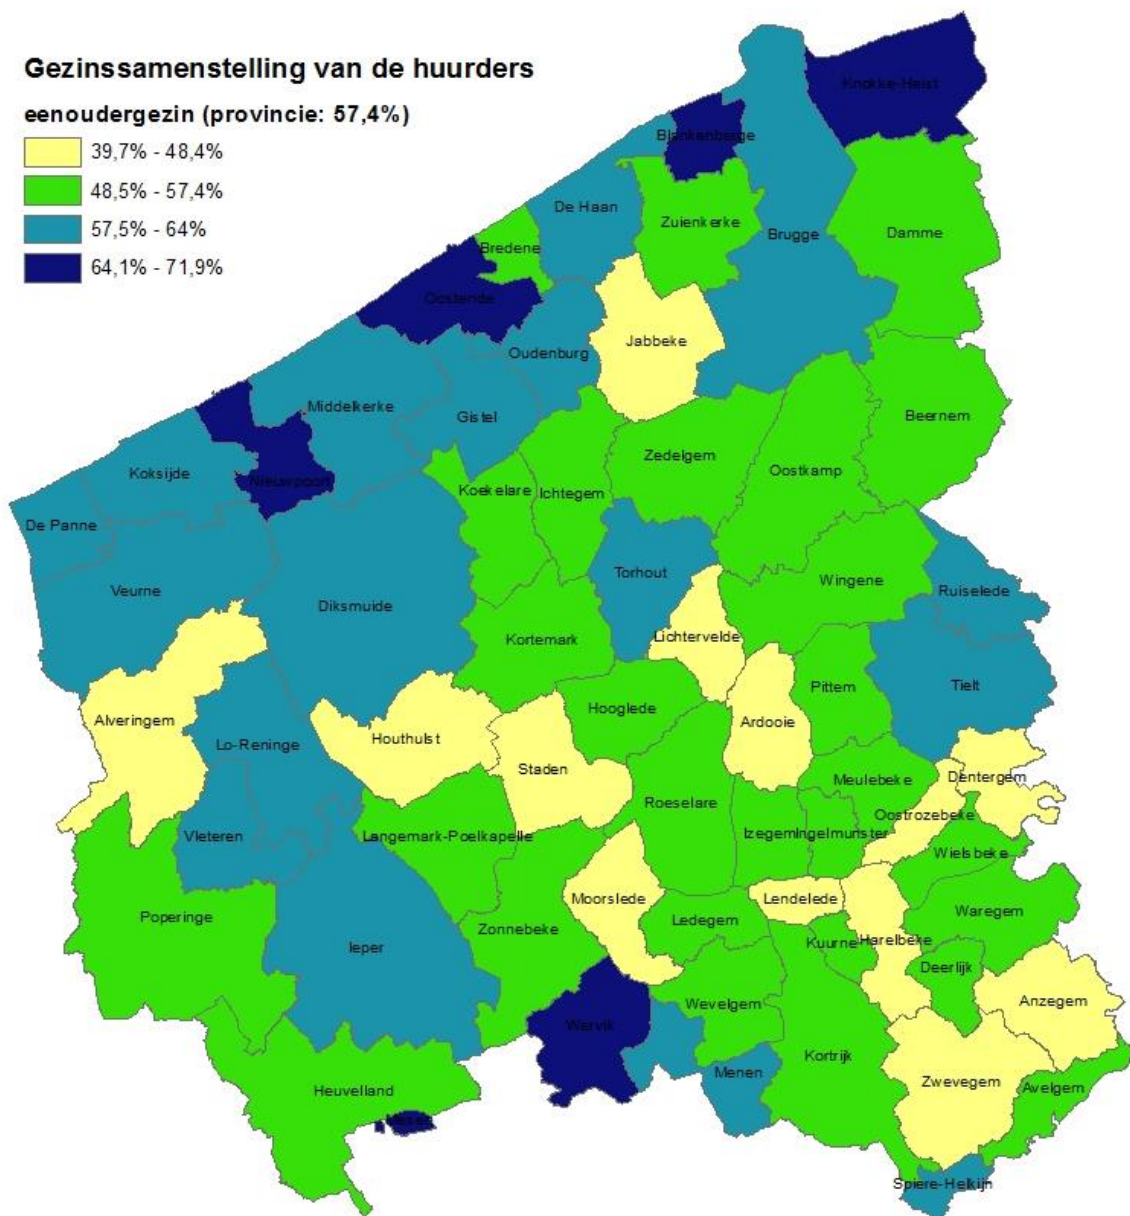 Gezinssamenstelling van de huurders
eenoudergezin (provincie: 57,4%)
39,7% - 48,4%
48,5% - 57,4%
57,5% - 64%
64,1% - 71,9%
Knokke-Heist
Blankenberge
De Haan
Zuienkerke
Brugge
Damme
Bredene
Oostende
Oudenburg
Jabbeke
Middelkerke
Gistel
Beernem
Koksijde
Nieuwpoort
Koekelare
Ichtegem
Zedelgem
Oostkamp
De Panne
Veurne
Diksmuide
Torhout
Wingene
Ruiselede
Kortemark
Lichtervelde
Pittem
Tielt
Alveringem
Lo-Reninge
Houthulst
Hooglede
Ardooie
Staden
Meulebeke
Dentergem
Roeselare
Oostrozebeke
Vleteren
Langemark-Poelkapelle
Izegem
Ingelmunster
Wielsbeke
Moorslede
Lendelede
Waregem
Poperinge
Ieper
Zonnebeke
Ledegem
Kuurne
Harelbeke
Deerlijk
Wevelgem
Anzegem
Wervik
Menen
Kortrijk
Zwevegem
Avelgem
Heuvelland
Mesen
Spiere-Helkijn